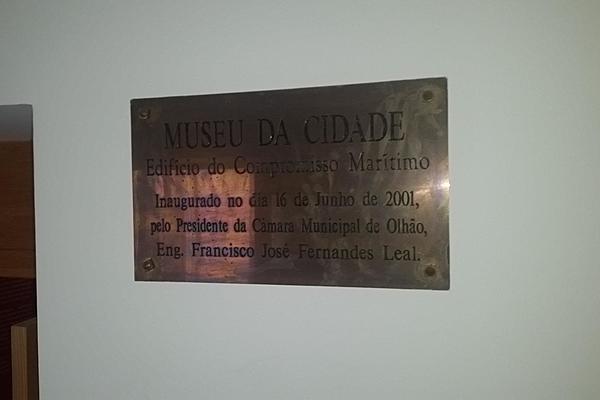 MUSEU DA CIDADE
Edifício do Compromisso Marítimo
Inaugurado no dia 16 de Junho de 2001,
pelo Presidente da Câmara Municipal de Olhão,
Eng. Francisco José Fernandes Leal.